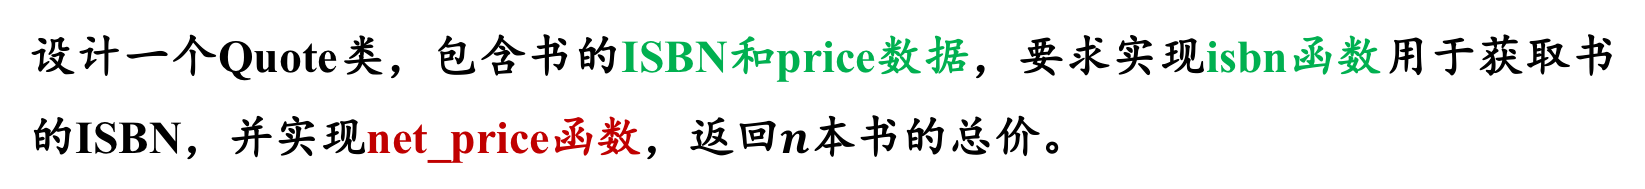 设计一个Quote类，包含书的ISBN和price数据，要求实现isbn函数用于获取书
的ISBN，并实现net_price函数，返回n本书的总价。